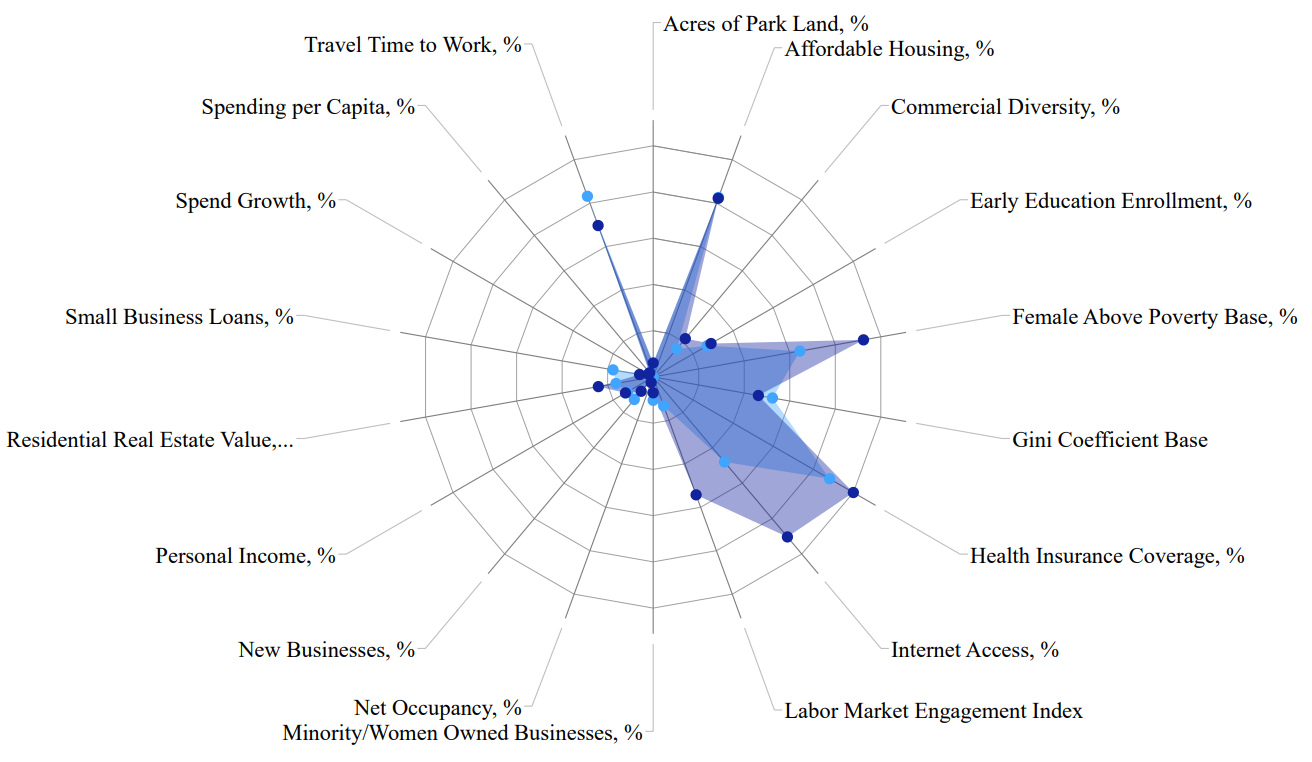 Acres of Park Land, %
Travel Time to Work, %
Affordable Housing, %
Spending per Capita, %
Commercial Diversity, %
Spend Growth, %
Early Education Enrollment, %
Small Business Loans, %
Female Above Poverty Base, %
Residential Real Estate Value,...
Gini Coefficient Base
Personal Income, %
Health Insurance Coverage, %
New Businesses, %
Internet Access, %
Net Occupancy, %
Labor Market Engagement Index
Minority/Women Owned Businesses, %